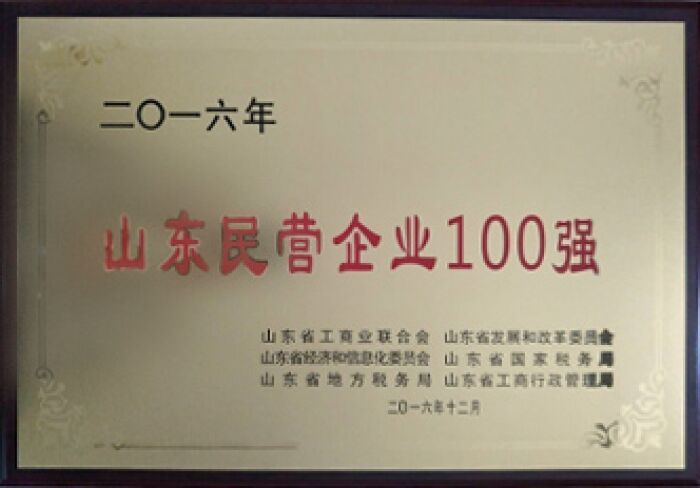 二〇一六年
山东民营企业100强
山东省工商业联合会 山东省发展和改革委员会
山东省经济和信息化委员会 山东省国家税务局
山东省地方税务局 山东省工商行政管理局
二〇一六年十二月